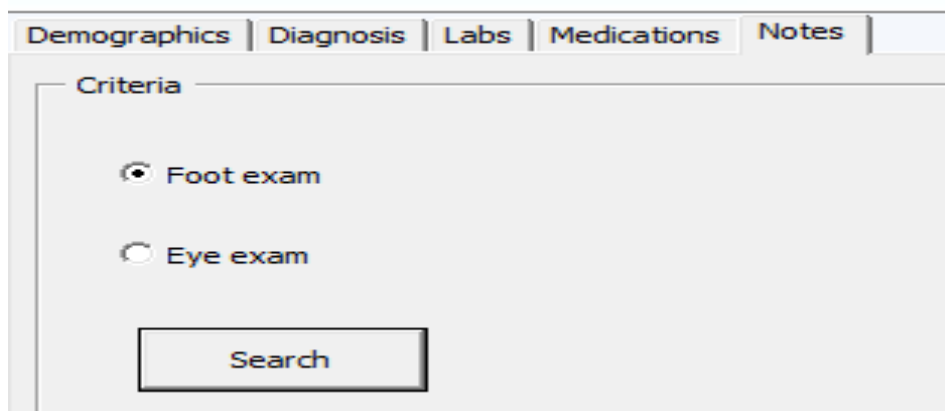 Demographics Diagnosis Labs Medications Notes
Criteria
Foot exam
Eye exam
Search